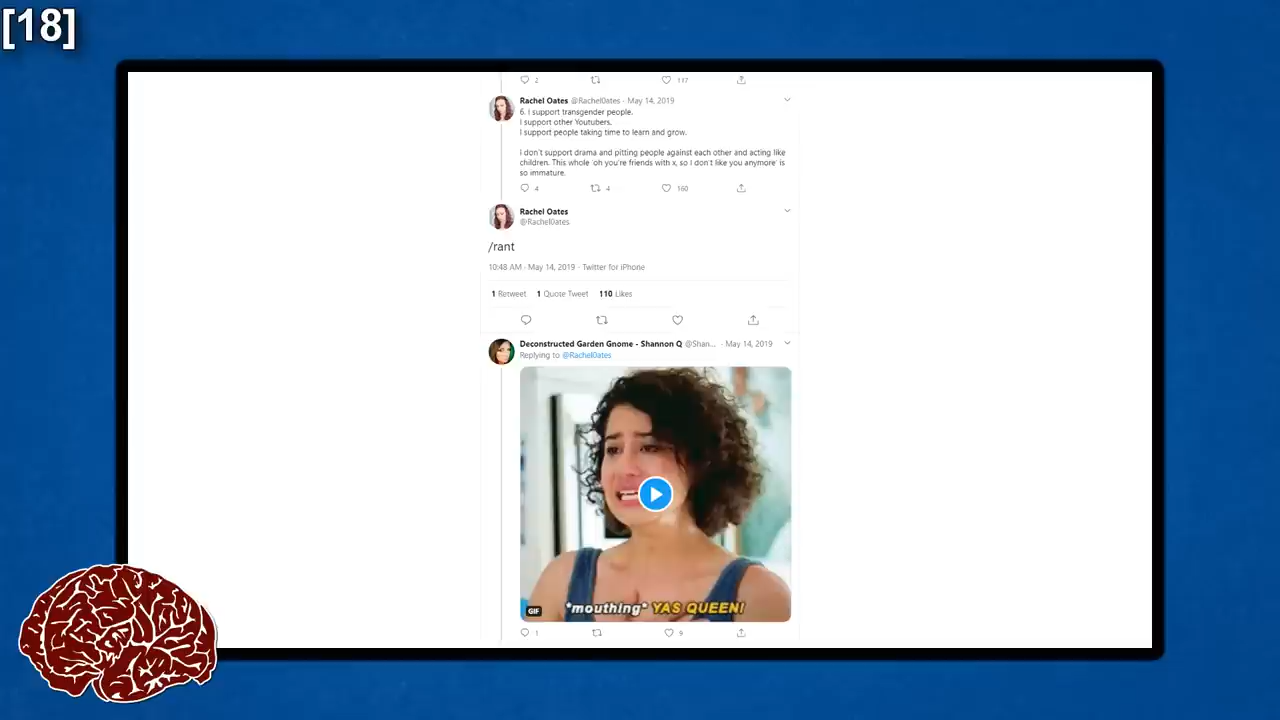 [18]
2 117
Rachel Oates @Rachel0ates · May 14, 2019
6. I support transgender people.
I support other Youtubers.
I support people taking time to learn and grow.
I don't support drama and pitting people against each other and acting like
children. This whole 'oh you're friends with x, so I don't like you anymore' is
so immature.
4 4 160
Rachel Oates
@Rachel0ates
/rant
10:48 AM · May 14, 2019 · Twitter for iPhone
1 Retweet 1 Quote Tweet 110 Likes
Deconstructed Garden Gnome - Shannon Q @Shan... · May 14, 2019
Replying to @Rachel0ates
GIF
*mouthing* YAS QUEEN!
1 9